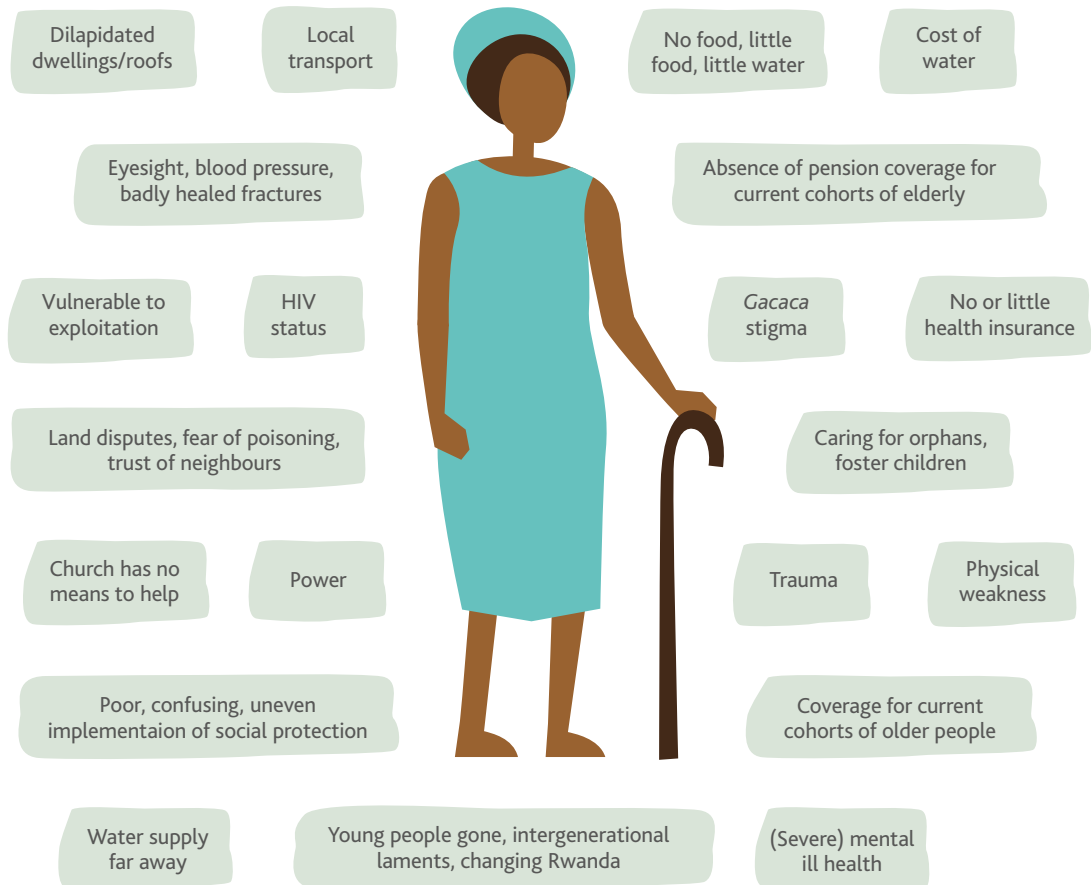 Dilapidated
dwellings/roofs
Local
transport
No food, little
food, little water
Cost of
water
Eyesight, blood pressure,
badly healed fractures
Absence of pension coverage for
current cohorts of elderly
Vulnerable to
exploitation
HIV
status
Gacaca
stigma
No or little
health insurance
Land disputes, fear of poisoning,
trust of neighbours
Caring for orphans,
foster children
Church has no
means to help
Power
Trauma
Physical
weakness
Poor, confusing, uneven
implementaion of social protection
Coverage for current
cohorts of older people
Water supply
far away
Young people gone, intergenerational
laments, changing Rwanda
(Severe) mental
ill health